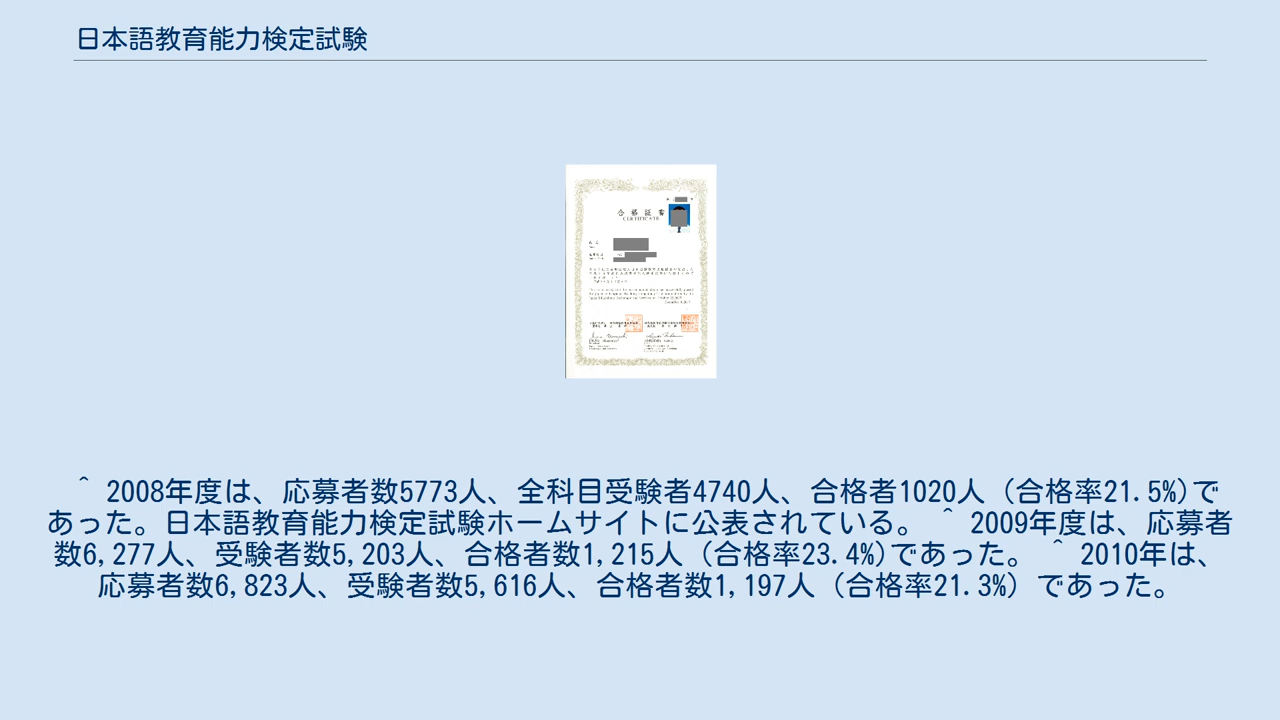 日本語教育能力検定試験
合格証書
CERTIFICATE
^ 2008年度は、応募者数5773人、全科目受験者4740人、合格者1020人（合格率21.5%)で
あった。日本語教育能力検定試験ホームサイトに公表されている。 ^ 2009年度は、応募者
数6,277人、受験者数5,203人、合格者数1,215人（合格率23.4%)であった。 ^ 2010年は、
応募者数6,823人、受験者数5,616人、合格者数1,197人（合格率21.3%）であった。